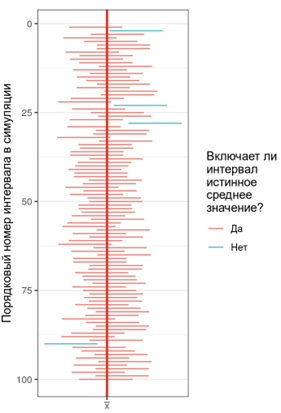 Порядковый номер интервала в симуляции
0
25
50
75
100
x̅
Включает ли
интервал
истинное
среднее
значение?
Да
Нет